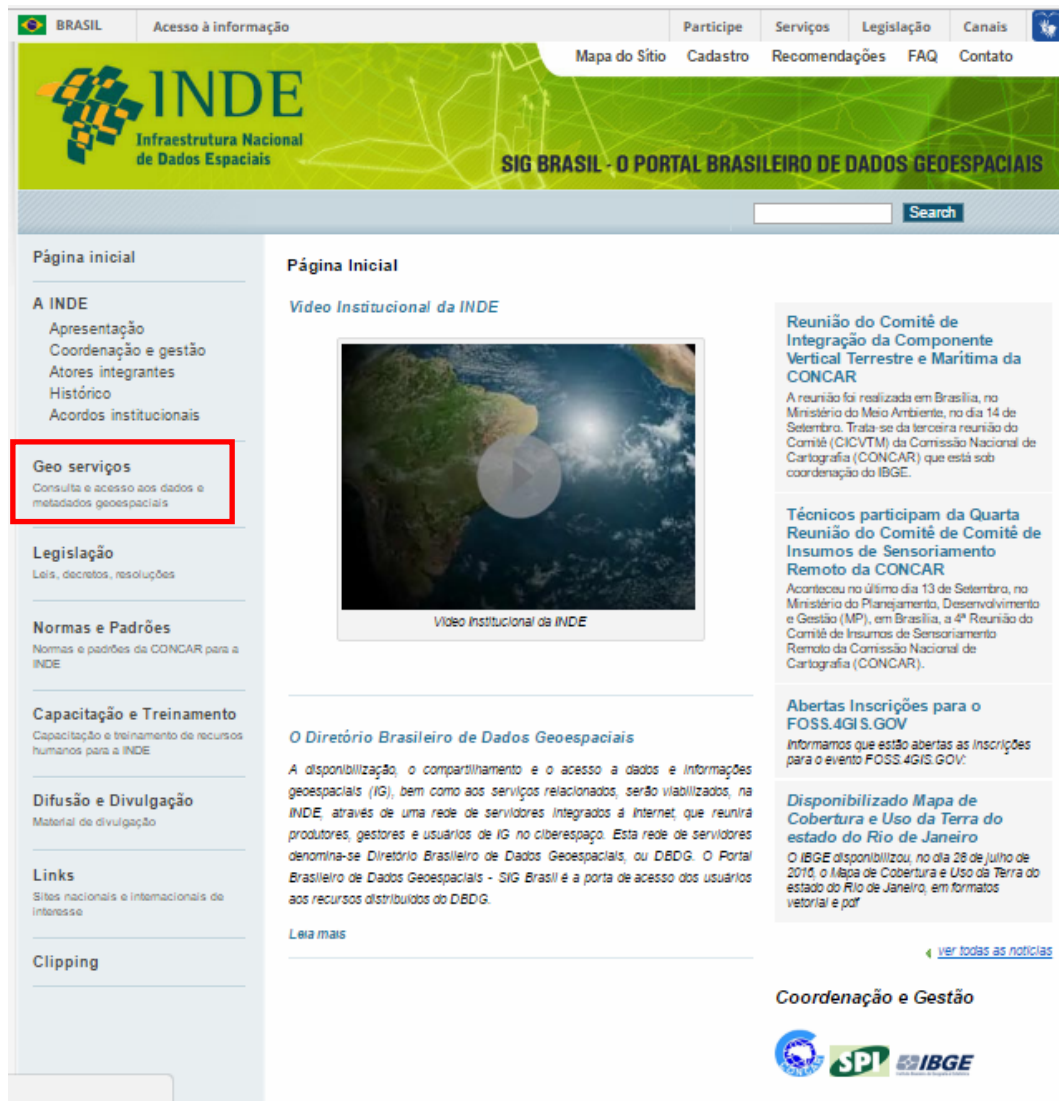 BRASIL
Acesso à informação
Participe
Serviços
Legislação
Canais
Mapa do Sítio
Cadastro
Recomendações
FAQ
Contato
INDE
Infraestrutura Nacional
de Dados Espaciais
SIG BRASIL - O PORTAL BRASILEIRO DE DADOS GEOESPACIAIS
Search
Página inicial
A INDE
Apresentação
Coordenação e gestão
Atores integrantes
Histórico
Acordos institucionais
Geo serviços
Consulta e acesso aos dados e
metadados geoespaciais
Legislação
Leis, decretos, resoluções
Normas e Padrões
Normas e padrões da CONCAR para a
INDE
Capacitação e Treinamento
Capacitação e treinamento de recursos
humanos para a INDE
Difusão e Divulgação
Material de divulgação
Links
Sites nacionais e internacionais de
interesse
Clipping
Página Inicial
Vídeo Institucional da INDE
Vídeo Institucional da INDE
O Diretório Brasileiro de Dados Geoespaciais
A disponibilização, o compartilhamento e o acesso a dados e informações
geoespaciais (IG), bem como aos serviços relacionados, serão viabilizados, na
INDE, através de uma rede de servidores integrados à Internet, que reunirá
produtores, gestores e usuários de IG no ciberespaço. Esta rede de servidores
denomina-se Diretório Brasileiro de Dados Geoespaciais, ou DBDG. O Portal
Brasileiro de Dados Geoespaciais - SIG Brasil é a porta de acesso dos usuários
aos recursos distribuídos do DBDG.
Leia mais
Reunião do Comitê de
Integração da Componente
Vertical Terrestre e Marítima da
CONCAR
A reunião foi realizada em Brasília, no
Ministério do Meio Ambiente, no dia 14 de
Setembro. Trata-se da terceira reunião do
Comitê (CICVTM) da Comissão Nacional de
Cartografia (CONCAR) que está sob
coordenação do IBGE.
Técnicos participam da Quarta
Reunião do Comitê de Comitê de
Insumos de Sensoriamento
Remoto da CONCAR
Aconteceu no último dia 13 de Setembro, no
Ministério do Planejamento, Desenvolvimento
e Gestão (MP), em Brasília, a 4ª Reunião do
Comitê de Insumos de Sensoriamento
Remoto da Comissão Nacional de
Cartografia (CONCAR).
Abertas Inscrições para o
FOSS.4GIS.GOV
Informamos que estão abertas as inscrições
para o evento FOSS.4GIS.GOV:
Disponibilizado Mapa de
Cobertura e Uso da Terra do
estado do Rio de Janeiro
O IBGE disponibilizou, no dia 28 de julho de
2016, o Mapa de Cobertura e Uso da Terra do
estado do Rio de Janeiro, em formatos
vetorial e pdf
ver todas as notícias
Coordenação e Gestão
CONCAR
SPI
IBGE